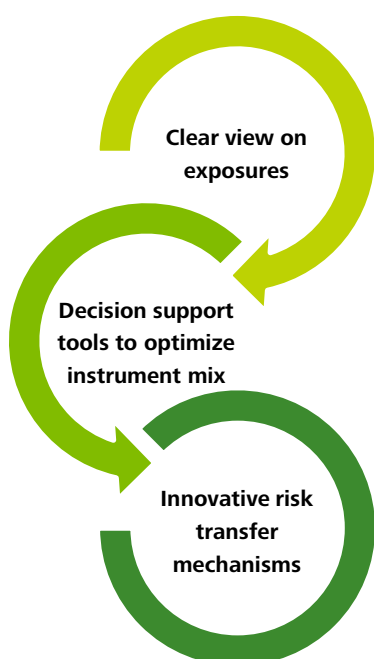 Clear view on
exposures
Decision support
tools to optimize
instrument mix
Innovative risk
transfer
mechanisms